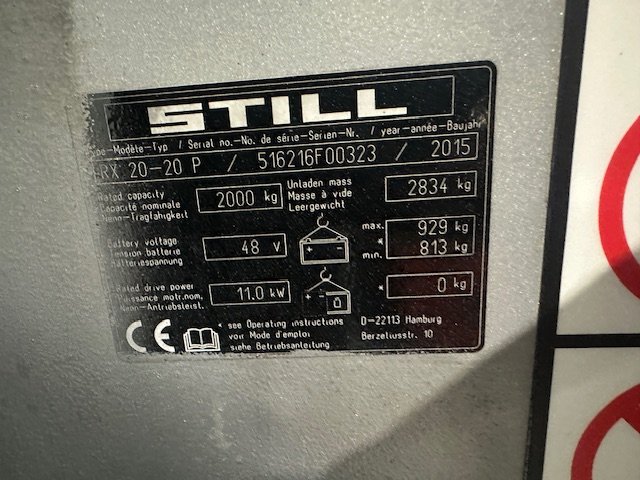 STILL
-Modèle-Typ / Serial no.-No. de série-Serien-Nr. / year-année-Baujahr
RX 20-20 P / 516216F00323 / 2015
Rated capacity
Capacité nominale
Nenn-Tragfähigkeit
2000 kg
Unladen mass
Masse à vide
Leergewicht
2834 kg
Battery voltage
Tension batterie
Batteriespannung
48 V
max. 929 kg
*
min. 813 kg
Rated drive power
Puissance motr.nom.
Nenn-Antriebsleist.
11.0 kW
* 0 kg
CE
* see Operating instructions
voir Mode d'emploi
siehe Betriebsanleitung
D-22113 Hamburg
Berzeliusstr. 10